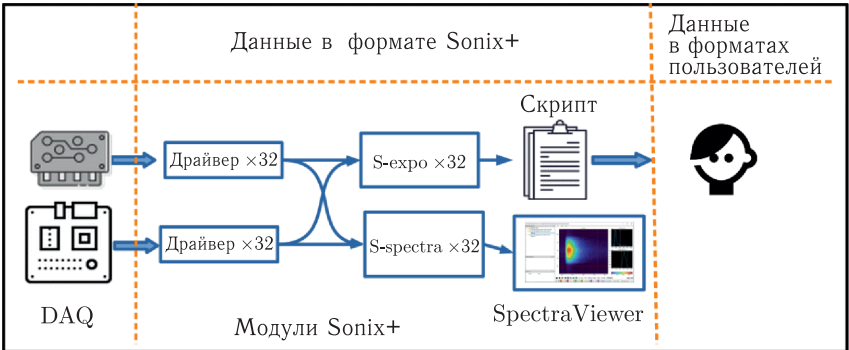 Данные в формате Sonix+
Данные
в форматах
пользователей
Скрипт
Драйвер ×32
S-expo ×32
Драйвер ×32
S-spectra ×32
DAQ
SpectraViewer
Модули Sonix+